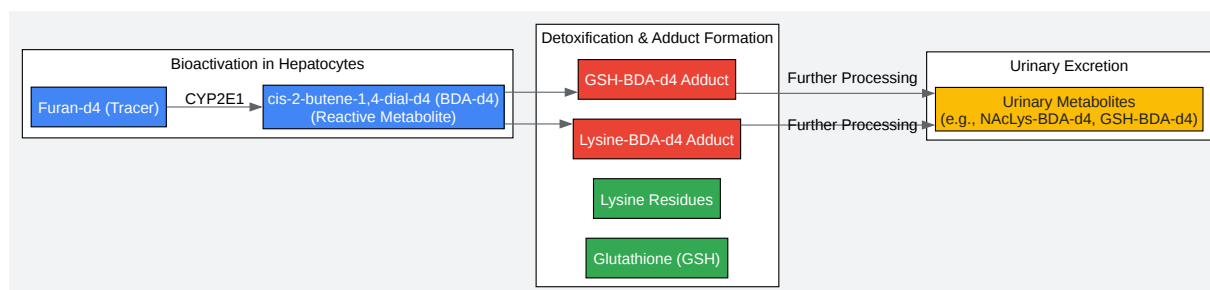 Bioactivation in Hepatocytes
Furan-d4 (Tracer)
CYP2E1
cis-2-butene-1,4-dial-d4 (BDA-d4)
(Reactive Metabolite)
Detoxification & Adduct Formation
GSH-BDA-d4 Adduct
Lysine-BDA-d4 Adduct
Lysine Residues
Glutathione (GSH)
Further Processing
Further Processing
Urinary Excretion
Urinary Metabolites
(e.g., NAcLys-BDA-d4, GSH-BDA-d4)